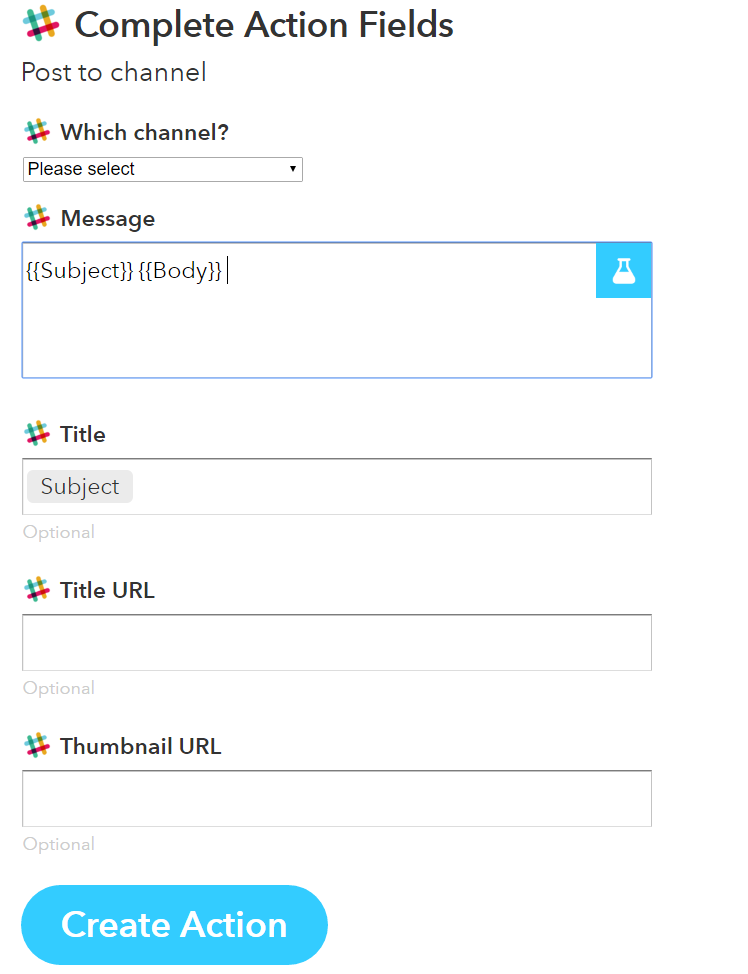 Complete Action Fields
Post to channel
Which channel?
Please select
Message
{{Subject}} {{Body}}
Title
Subject
Optional
Title URL
Optional
Thumbnail URL
Optional
Create Action